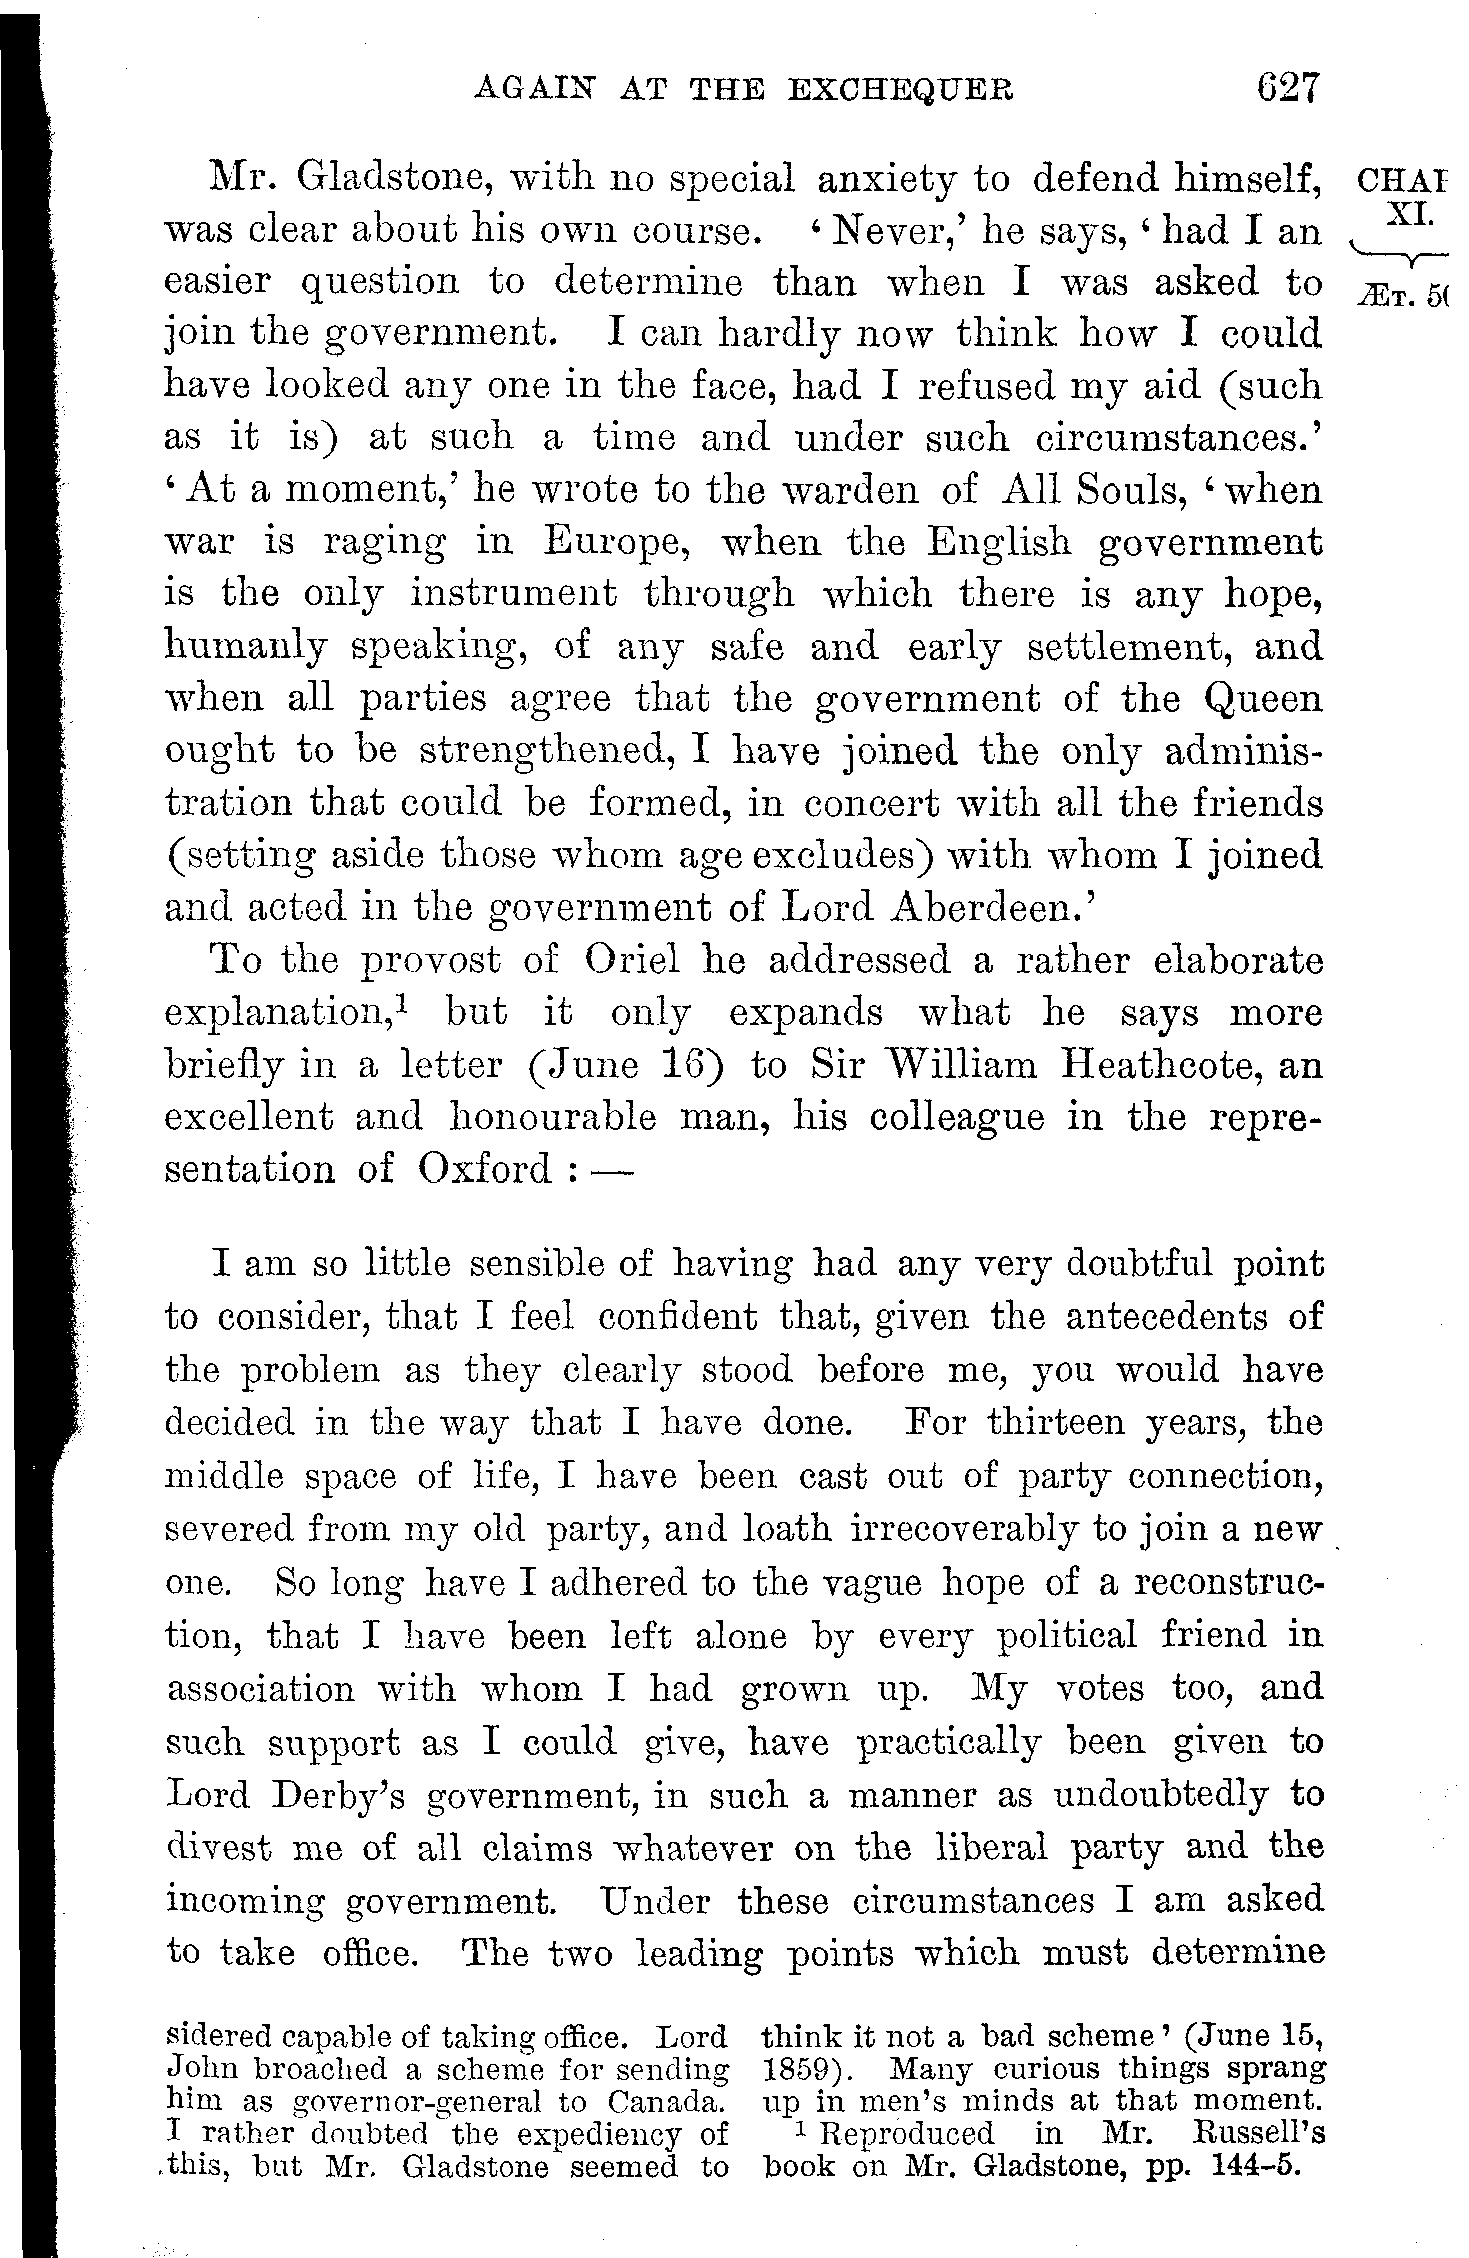 AGAIN AT THE EXCHEQUER 627
Mr. Gladstone, with no special anxiety to defend himself,
was clear about his own course. ‘Never,’ he says, ‘had I an
easier question to determine than when I was asked to
join the government. I can hardly now think how I could
have looked any one in the face, had I refused my aid (such
as it is) at such a time and under such circumstances.’
‘At a moment,’ he wrote to the warden of All Souls, ‘when
war is raging in Europe, when the English government
is the only instrument through which there is any hope,
humanly speaking, of any safe and early settlement, and
when all parties agree that the government of the Queen
ought to be strengthened, I have joined the only adminis-
tration that could be formed, in concert with all the friends
(setting aside those whom age excludes) with whom I joined
and acted in the government of Lord Aberdeen.’
To the provost of Oriel he addressed a rather elaborate
explanation,¹ but it only expands what he says more
briefly in a letter (June 16) to Sir William Heathcote, an
excellent and honourable man, his colleague in the repre-
sentation of Oxford : —
I am so little sensible of having had any very doubtful point
to consider, that I feel confident that, given the antecedents of
the problem as they clearly stood before me, you would have
decided in the way that I have done. For thirteen years, the
middle space of life, I have been cast out of party connection,
severed from my old party, and loath irrecoverably to join a new
one. So long have I adhered to the vague hope of a reconstruc-
tion, that I have been left alone by every political friend in
association with whom I had grown up. My votes too, and
such support as I could give, have practically been given to
Lord Derby’s government, in such a manner as undoubtedly to
divest me of all claims whatever on the liberal party and the
incoming government. Under these circumstances I am asked
to take office. The two leading points which must determine
CHAP
XI.
ÆT. 50
sidered capable of taking office. Lord
John broached a scheme for sending
him as governor-general to Canada.
I rather doubted the expediency of
this, but Mr. Gladstone seemed to
think it not a bad scheme’ (June 15,
1859). Many curious things sprang
up in men’s minds at that moment.
¹ Reproduced in Mr. Russell’s
book on Mr. Gladstone, pp. 144–5.